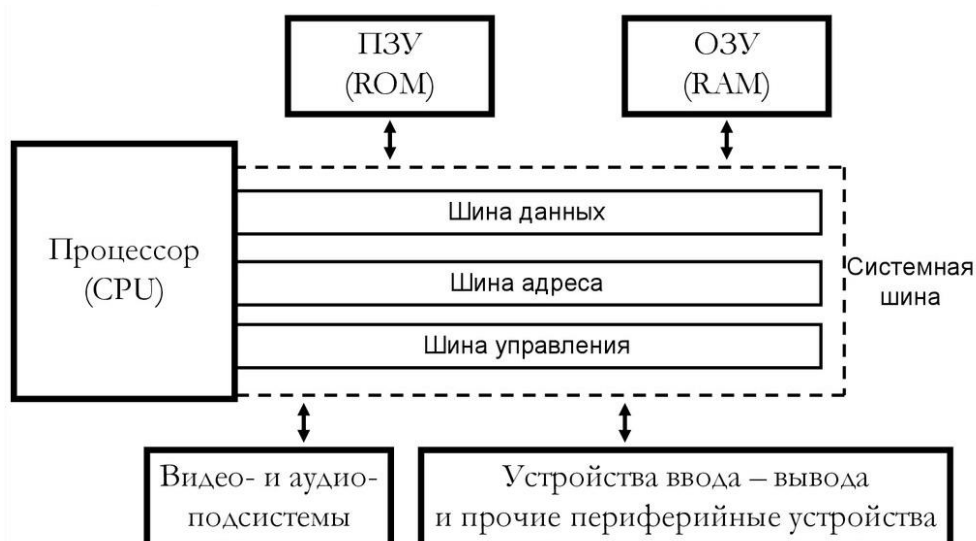 ПЗУ
(ROM)
ОЗУ
(RAM)
Процессор
(CPU)
Шина данных
Шина адреса
Шина управления
Системная
шина
Видео- и аудио-
подсистемы
Устройства ввода – вывода
и прочие периферийные устройства